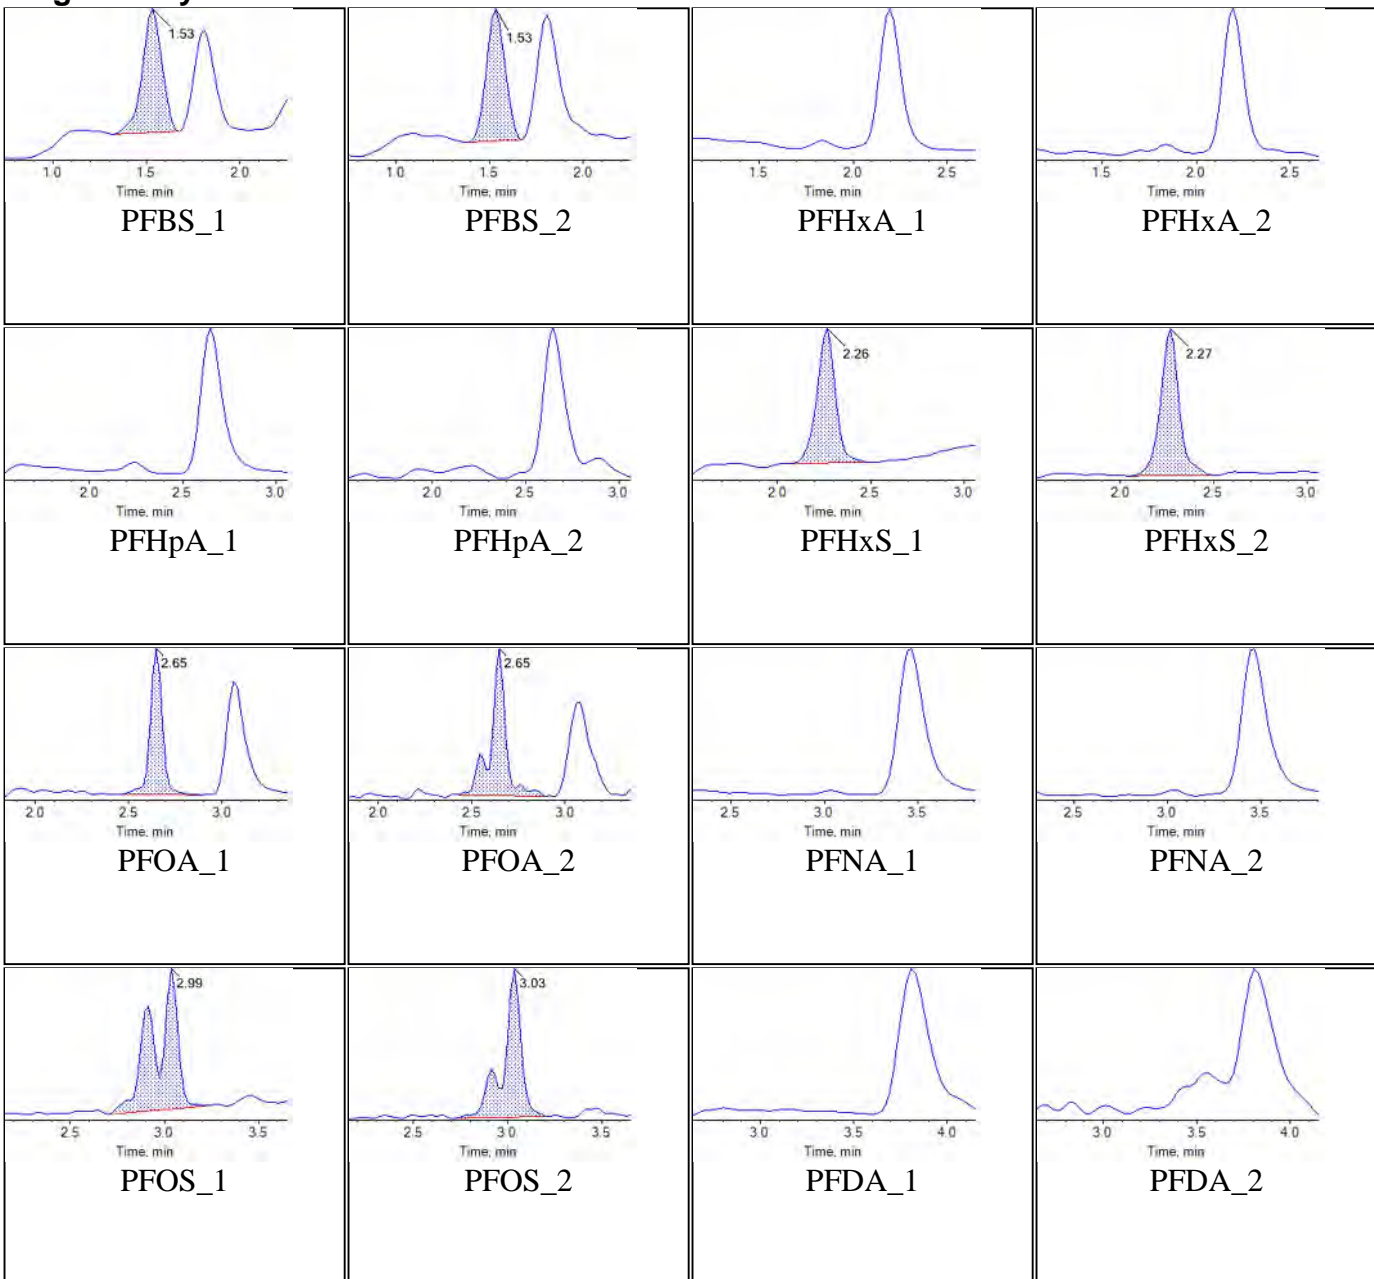 1.53
1.0 1.5 2.0
Time, min
PFBS_1
1.53
1.0 1.5 2.0
Time, min
PFBS_2
1.5 2.0 2.5
Time, min
PFHxA_1
1.5 2.0 2.5
Time, min
PFHxA_2
2.0 2.5 3.0
Time, min
PFHpA_1
2.0 2.5 3.0
Time, min
PFHpA_2
2.26
2.0 2.5 3.0
Time, min
PFHxS_1
2.27
2.0 2.5 3.0
Time, min
PFHxS_2
2.65
2.0 2.5 3.0
Time, min
PFOA_1
2.65
2.0 2.5 3.0
Time, min
PFOA_2
2.5 3.0 3.5
Time, min
PFNA_1
2.5 3.0 3.5
Time, min
PFNA_2
2.99
2.5 3.0 3.5
Time, min
PFOS_1
3.03
2.5 3.0 3.5
Time, min
PFOS_2
3.0 3.5 4.0
Time, min
PFDA_1
3.0 3.5 4.0
Time, min
PFDA_2